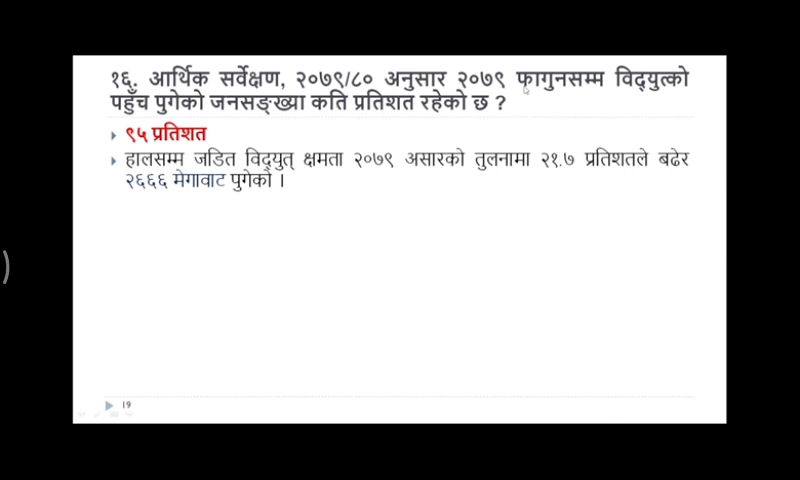 १६. आर्थिक सर्वेक्षण, २०७९/८० अनुसार २०७९ फागुनसम्म विद्युत्को
पहुँच पुगेको जनसङ्ख्या कति प्रतिशत रहेको छ ?
९५ प्रतिशत
हालसम्म जडित विद्युत् क्षमता २०७९ असारको तुलनामा २१.७ प्रतिशतले बढेर
२६६६ मेगावाट पुगेको ।
19